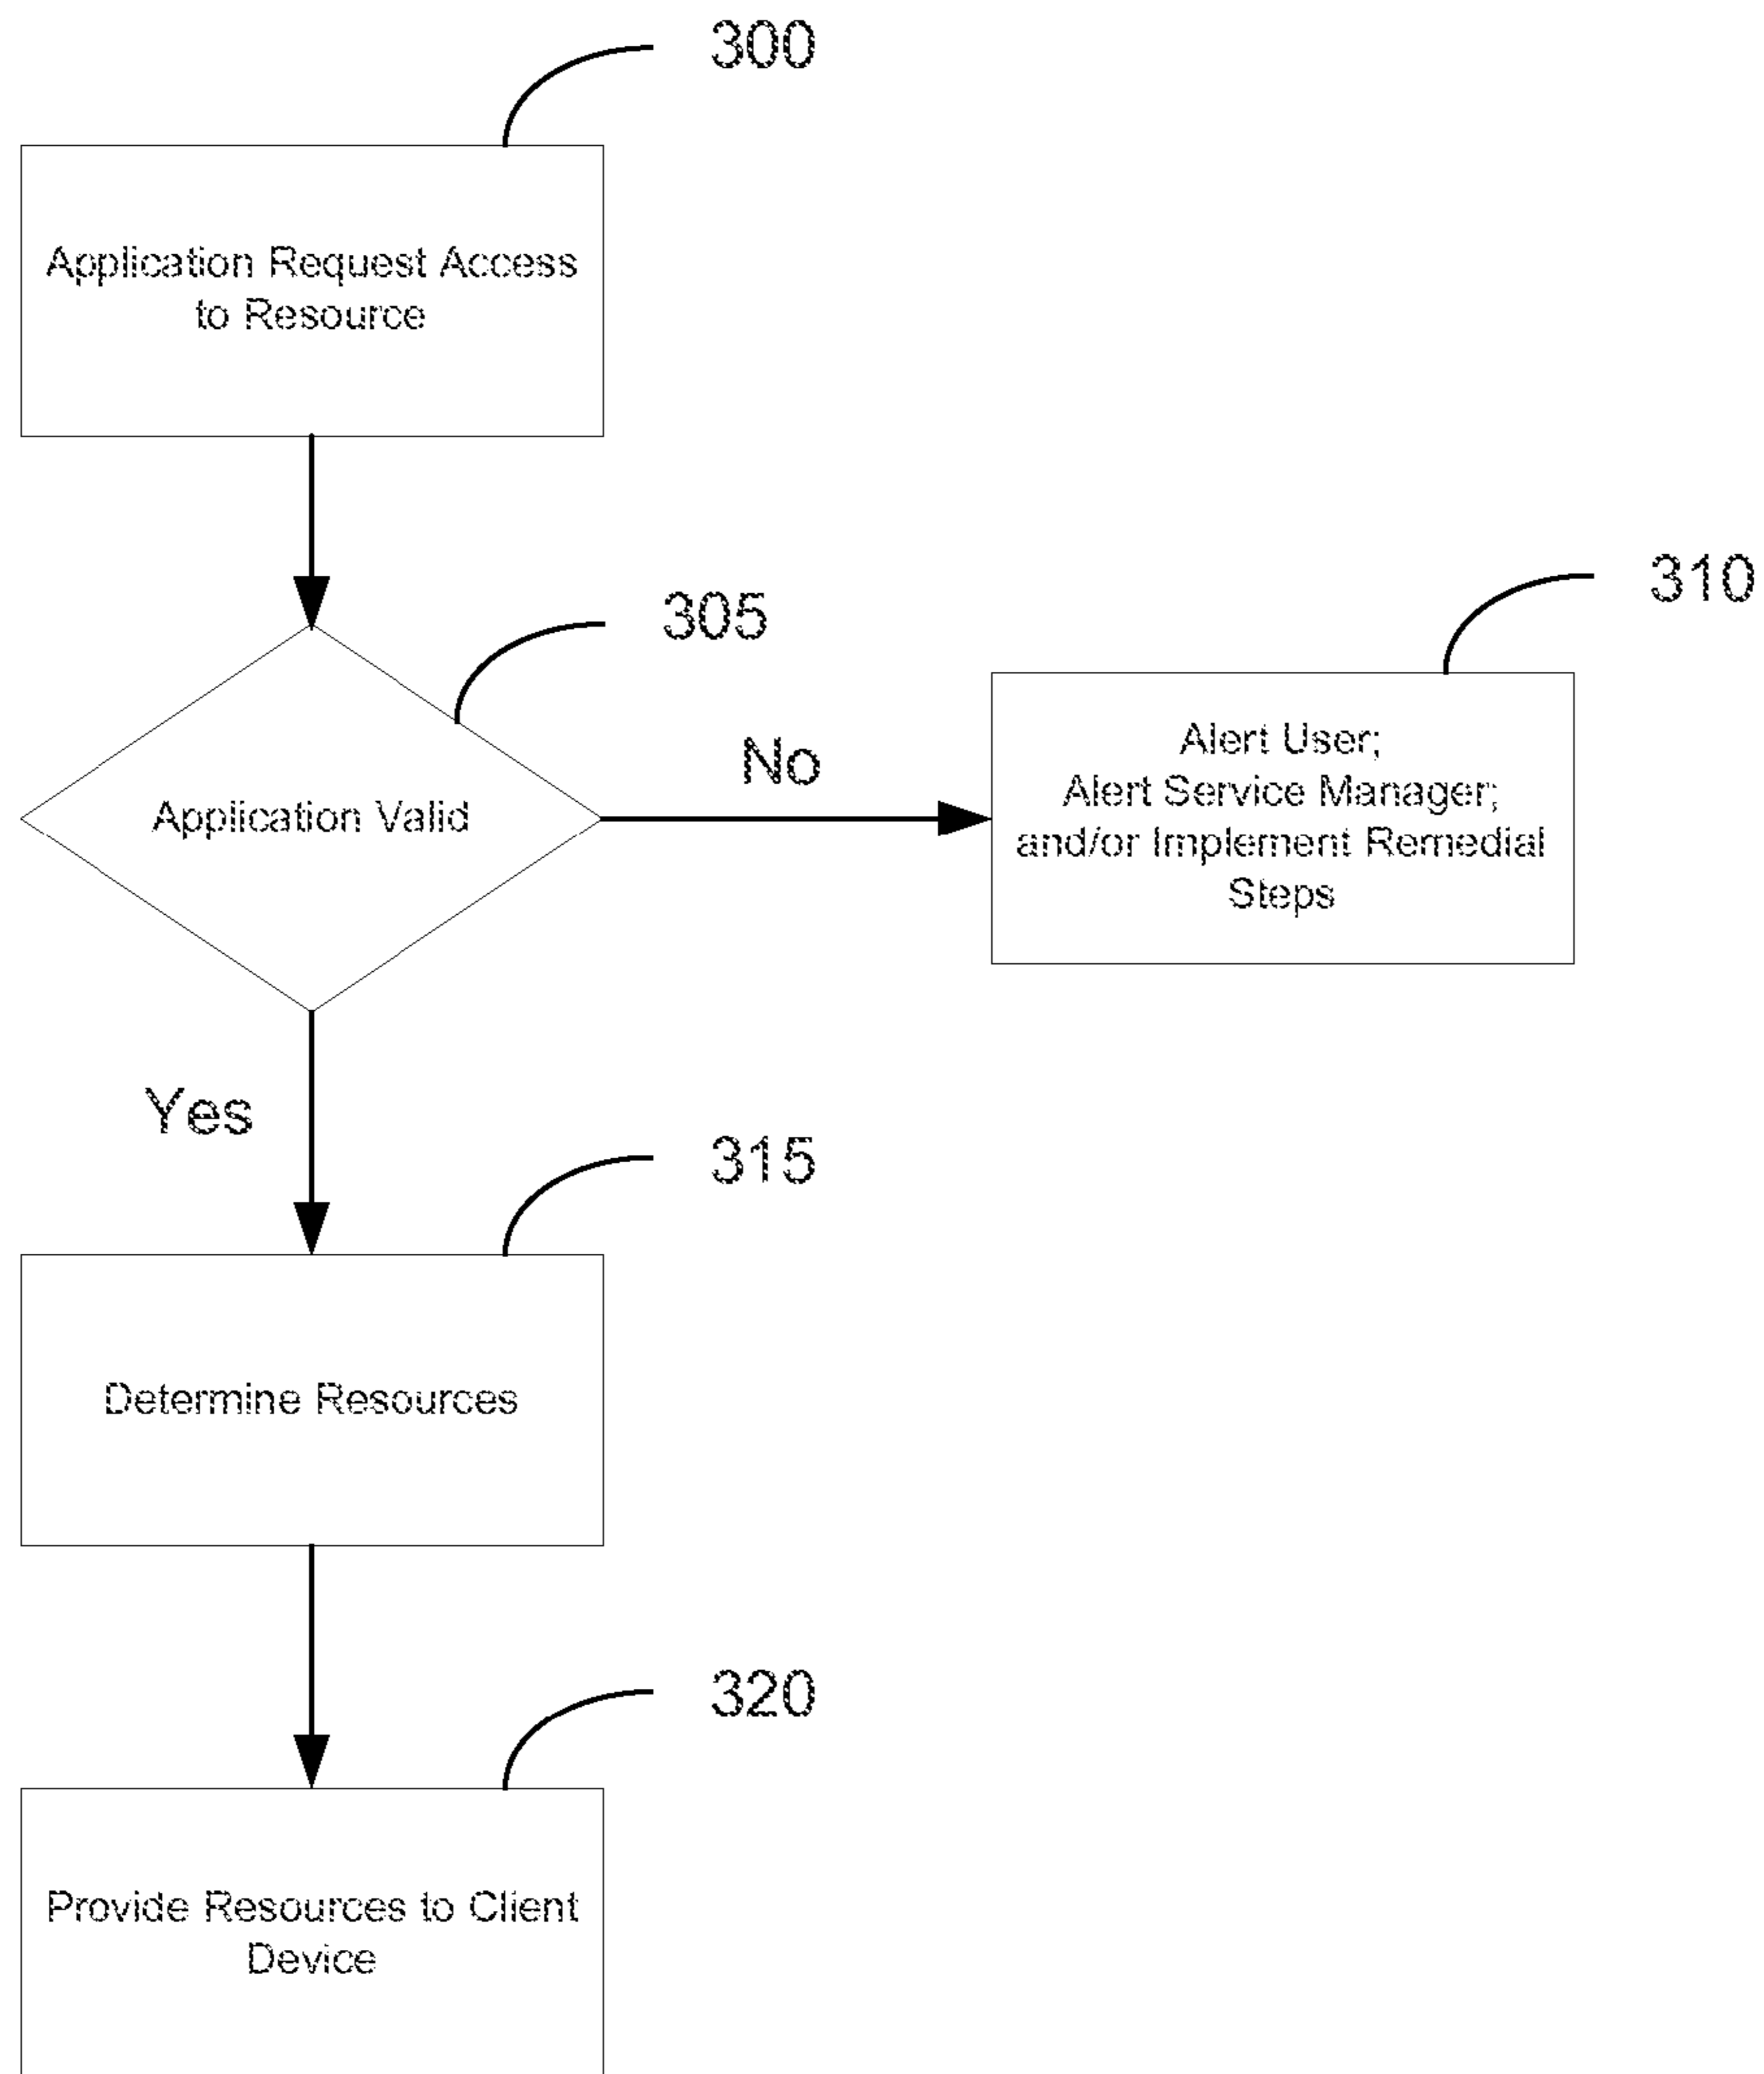 300
Application Request Access
to Resource
305
310
Application Valid
No
Alert User;
Alert Service Manager;
and/or Implement Remedial
Steps
Yes
315
Determine Resources
320
Provide Resources to Client
Device